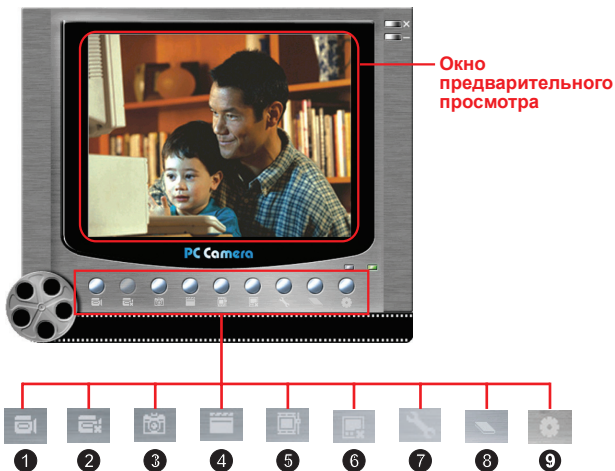 Окно
предварительного
просмотра
PC Camera
1 2 3 4 5 6 7 8 9